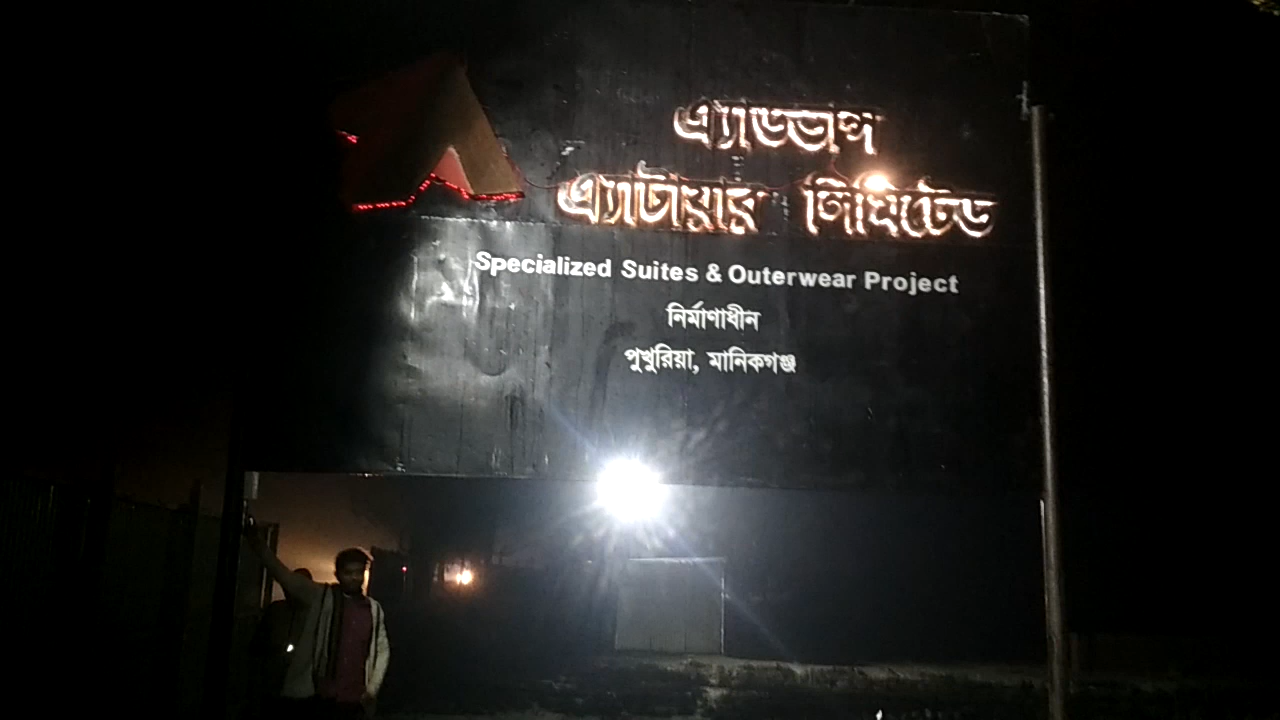 এ্যাডভান্স
এ্যাটায়ার লিমিটেড
Specialized Suites & Outerwear Project
নির্মাণাধীন
পুখুরিয়া, মানিকগঞ্জ